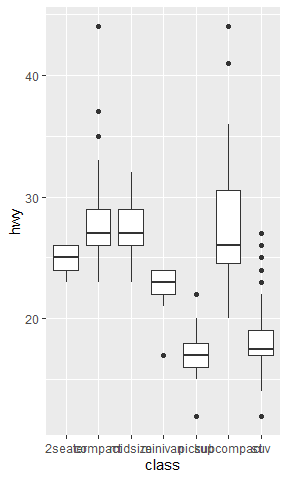 40
30
20
hwy
2seater compact midsize minivan pickup subcompact suv
class